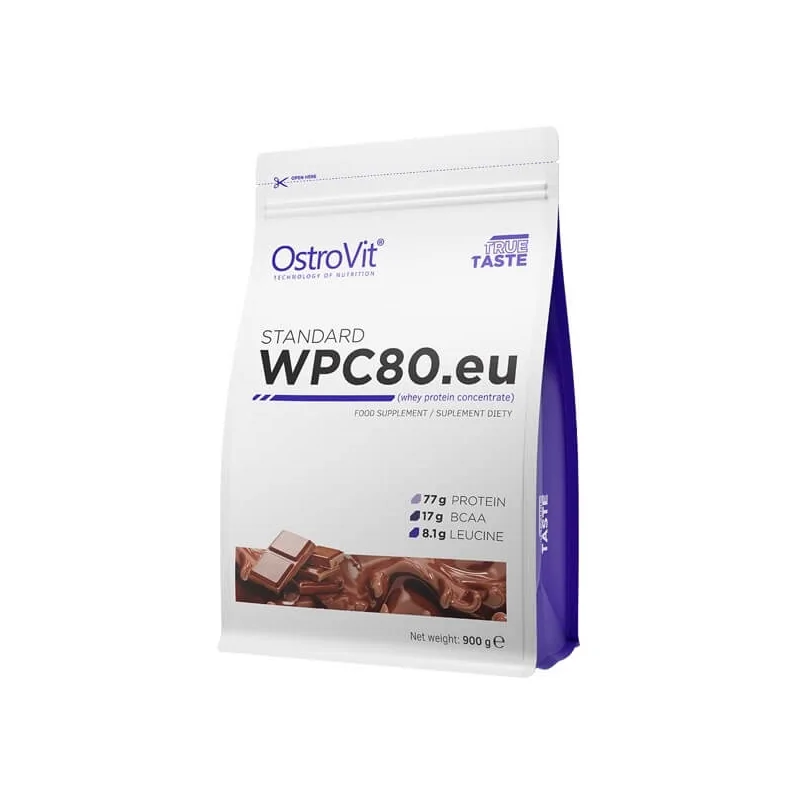 OPEN HERE
OstroVit®
TECHNOLOGY OF NUTRITION
TRUE
TASTE
STANDARD
WPC80.eu
(whey protein concentrate)
FOOD SUPPLEMENT / SUPLEMENT DIETY
77g PROTEIN
17g BCAA
8.1g LEUCINE
Net weight: 900 g ℮
TRUE
TASTE